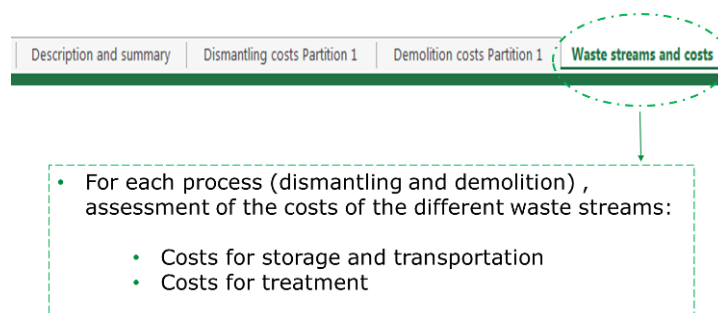 Description and summary Dismantling costs Partition 1 Demolition costs Partition 1 Waste streams and costs
• For each process (dismantling and demolition) ,
assessment of the costs of the different waste streams:
• Costs for storage and transportation
• Costs for treatment